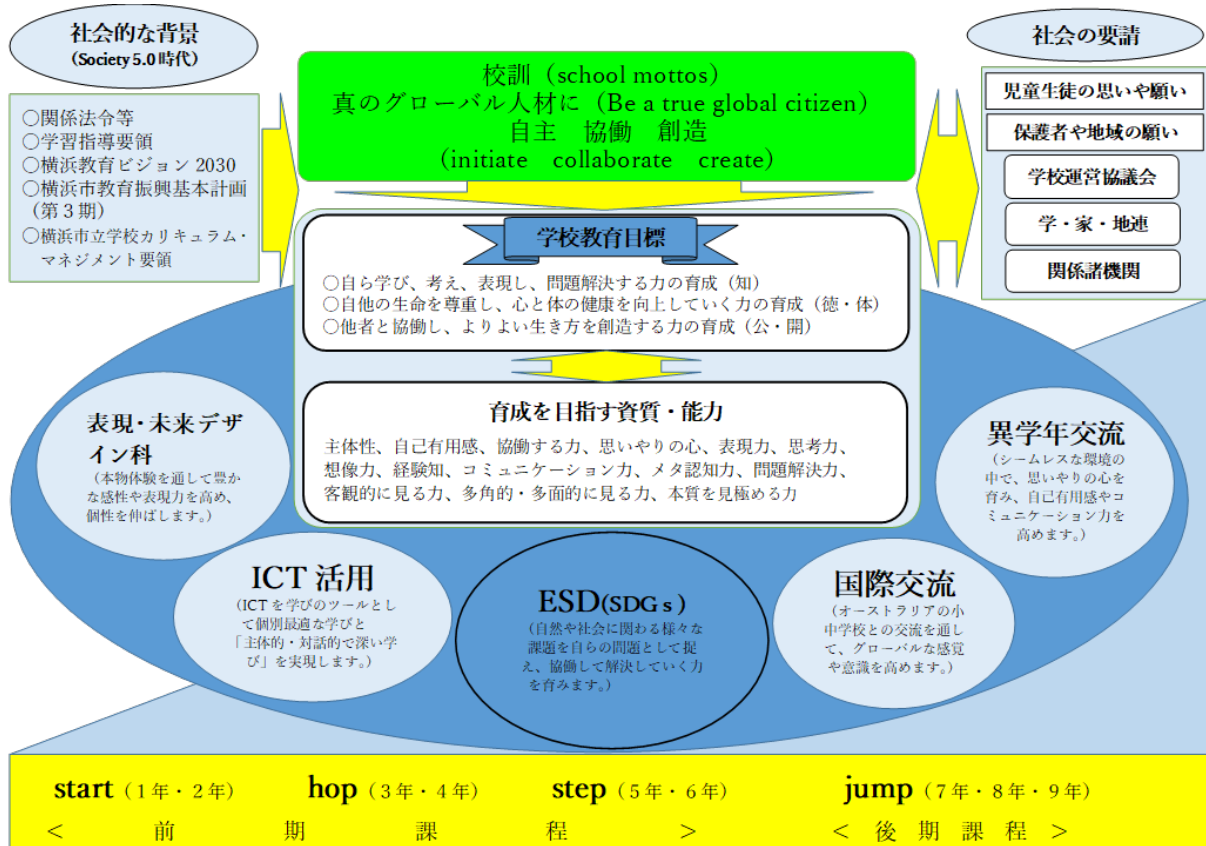 社会的な背景
(Society 5.0 時代)
○関係法令等
○学習指導要領
○横浜教育ビジョン 2030
○横浜市教育振興基本計画
（第３期）
○横浜市立学校カリキュラム・
マネジメント要領
校訓（school mottos）
真のグローバル人材に（Be a true global citizen）
自主　協働　創造
(initiate　collaborate　create)
社会の要請
児童生徒の思いや願い
保護者や地域の願い
学校運営協議会
学・家・地連
関係諸機関
学校教育目標
○自ら学び、考え、表現し、問題解決する力の育成（知）
○自他の生命を尊重し、心と体の健康を向上していく力の育成（徳・体）
○他者と協働し、よりよい生き方を創造する力の育成（公・開）
育成を目指す資質・能力
主体性、自己有用感、協働する力、思いやりの心、表現力、思考力、
想像力、経験知、コミュニケーション力、メタ認知力、問題解決力、
客観的に見る力、多角的・多面的に見る力、本質を見極める力
表現・未来デザ
イン科
（本物体験を通して豊か
な感性や表現力を高め、
個性を伸ばします。）
ICT 活用
（ICT を学びのツールとし
て個別最適な学びと
「主体的・対話的で深い学
び」を実現します。）
ESD(SDGｓ)
（自然や社会に関わる様々な
課題を自らの問題として捉
え、協働して解決していく力
を育みます。）
国際交流
（オーストラリアの小
中学校との交流を通し
て、グローバルな感覚
や意識を高めます。）
異学年交流
（シームレスな環境の
中で、思いやりの心を
育み、自己有用感やコ
ミュニケーション力を
高めます。）
start（１年・２年）　hop（３年・４年）　step（５年・６年）　jump（７年・８年・９年）
＜　前　期　課　程　＞　＜ 後 期 課 程 ＞